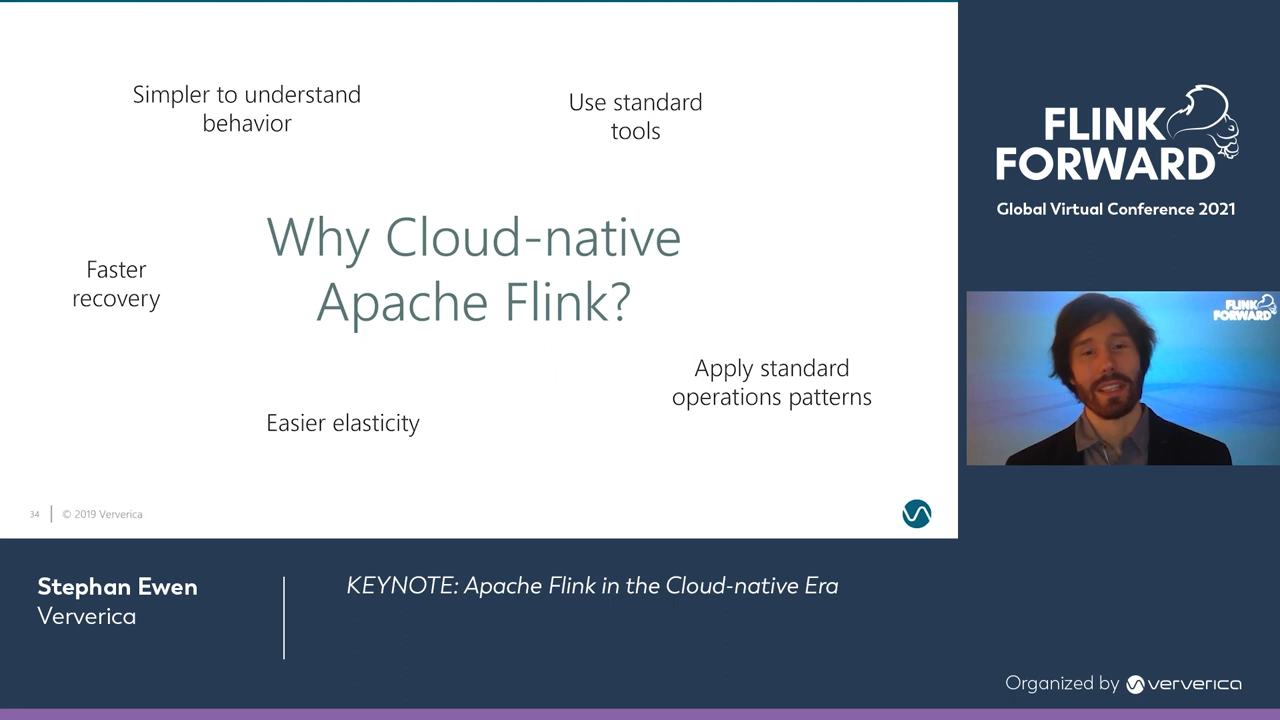 Simpler to understand
behavior
Use standard
tools
Why Cloud-native
Apache Flink?
Faster
recovery
Apply standard
operations patterns
Easier elasticity
34 | © 2019 Ververica
FLINK
FORWARD
Global Virtual Conference 2021
FLINK
FORWARD
Stephan Ewen
Ververica
KEYNOTE: Apache Flink in the Cloud-native Era
Organized by ververica